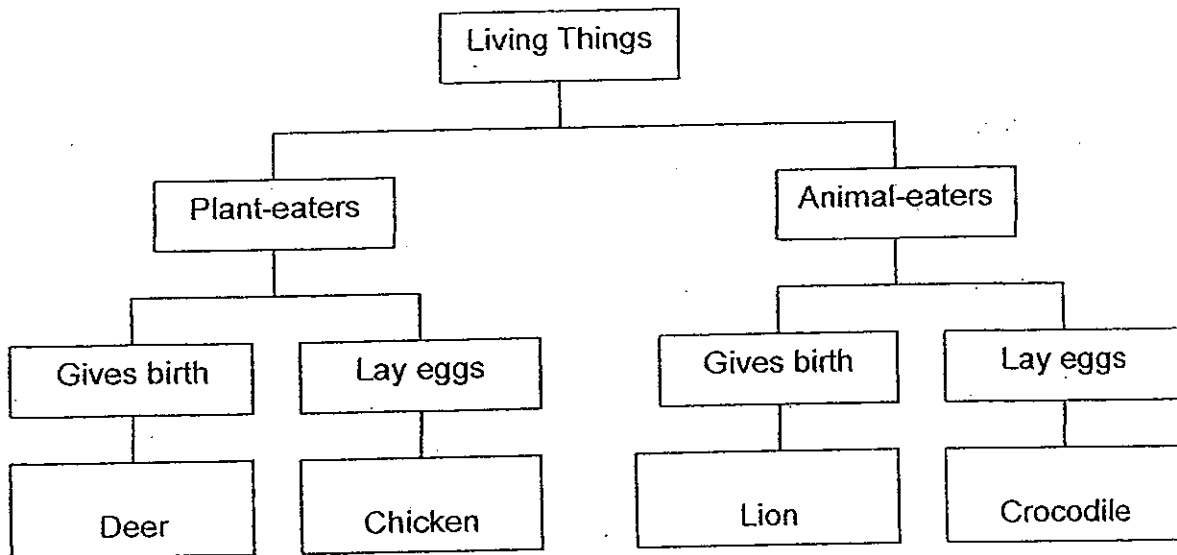 Living Things
Plant-eaters
Animal-eaters
Gives birth
Lay eggs
Gives birth
Lay eggs
Deer
Chicken
Lion
Crocodile